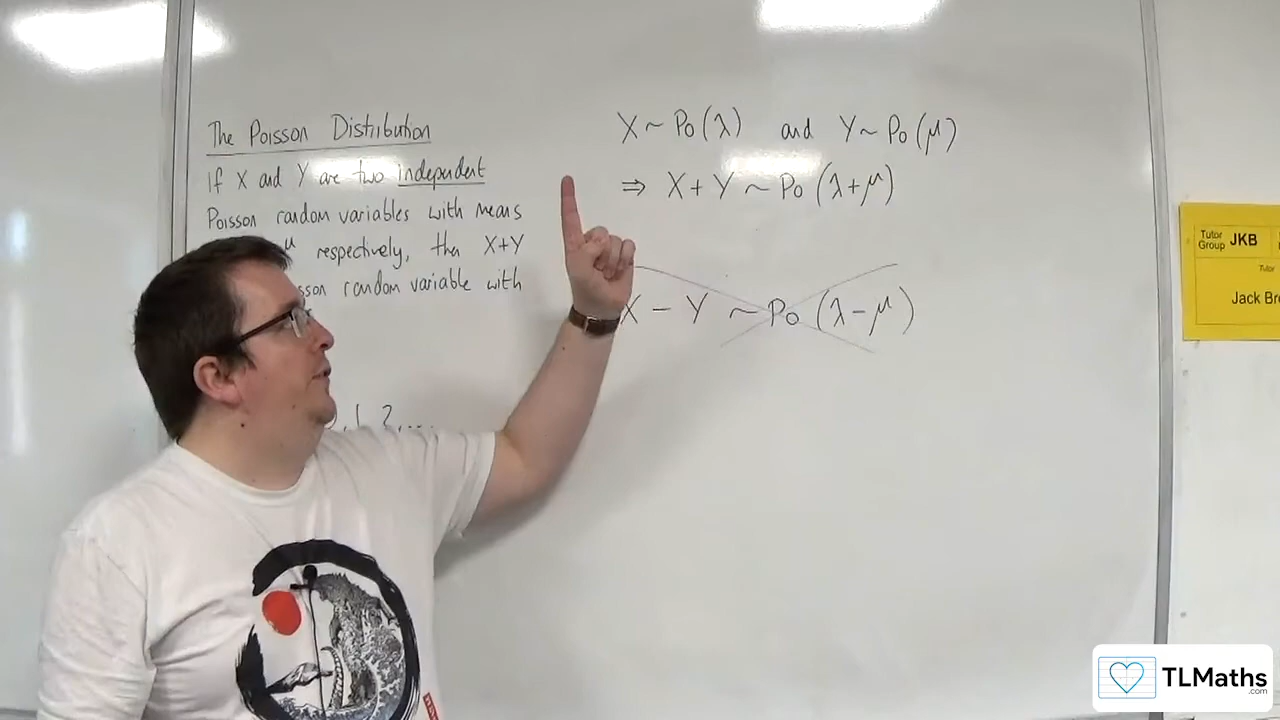 The Poisson Distribution
If X and Y are two independent
Poisson random variables with means
μ respectively, then X+Y
random variable with
X ~ Po(λ) and Y ~ Po(μ)
⇒ X + Y ~ Po (λ+μ)
X - Y ~ Po (λ-μ)
Tutor
Group JKB
Tutor
Jack
TLMaths
.com